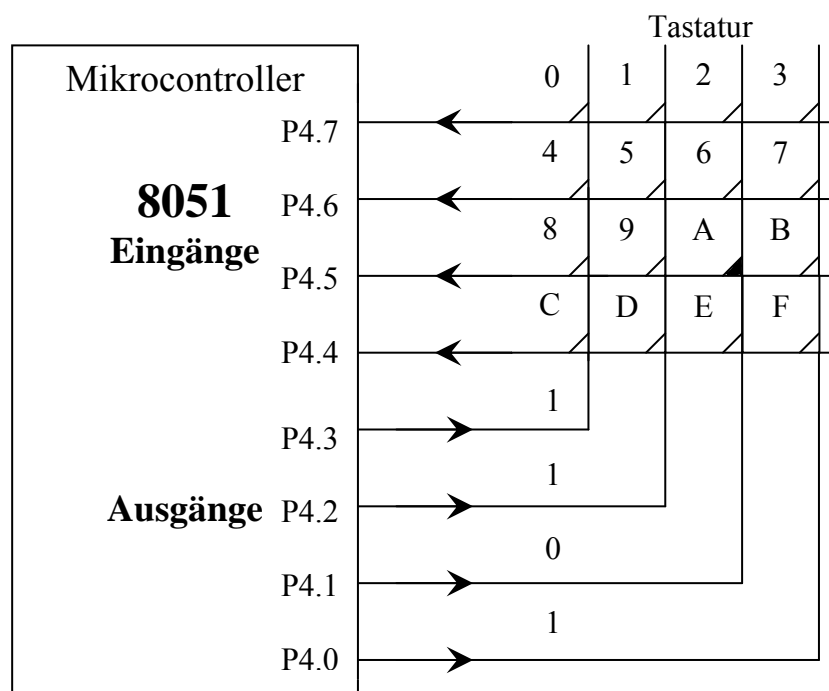 Tastatur
Mikrocontroller
0 1 2 3
P4.7
4 5 6 7
8051
P4.6
Eingänge
8 9 A B
P4.5
C D E F
P4.4
1
P4.3
1
Ausgänge P4.2
0
P4.1
1
P4.0